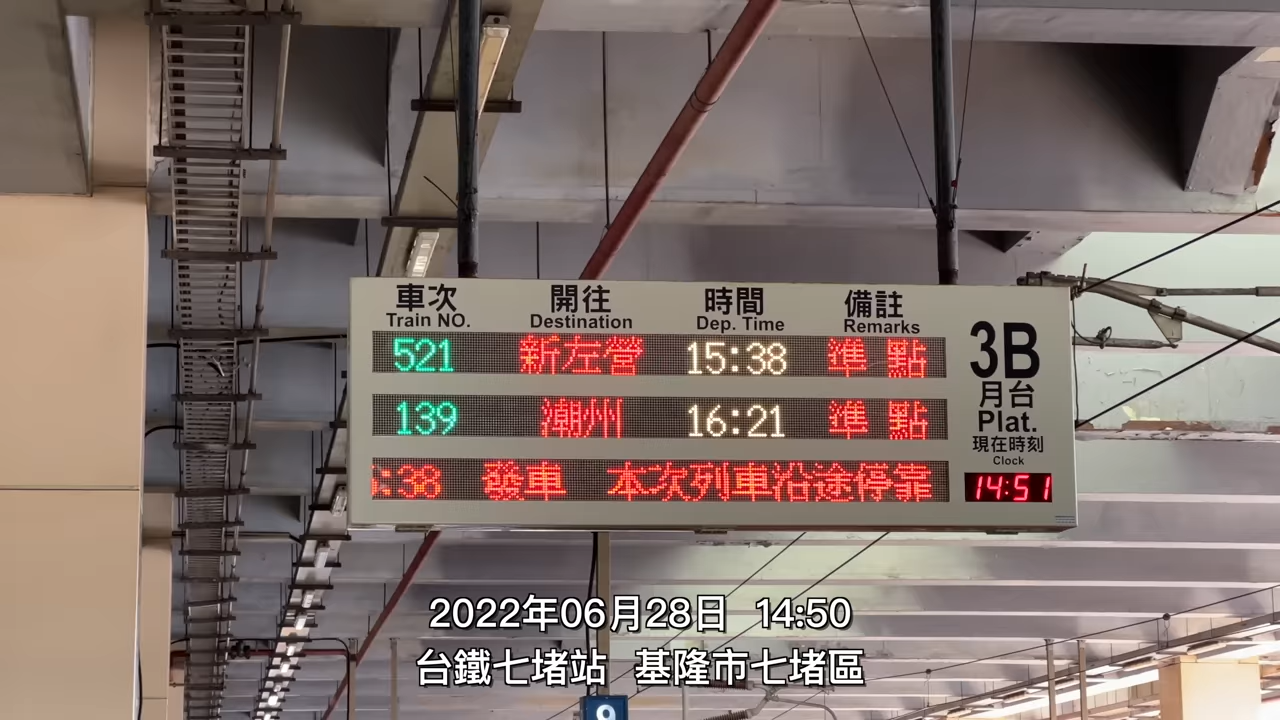 車次 開往 時間 備註
Train NO. Destination Dep. Time Remarks
521 新左營 15:38 準 點
139 潮州 16:21 準 點
:38 發車 本次列車沿途停靠
3B
月台
Plat.
現在時刻
Clock
14:51
2022年06月28日 14:50
台鐵七堵站 基隆市七堵區
9